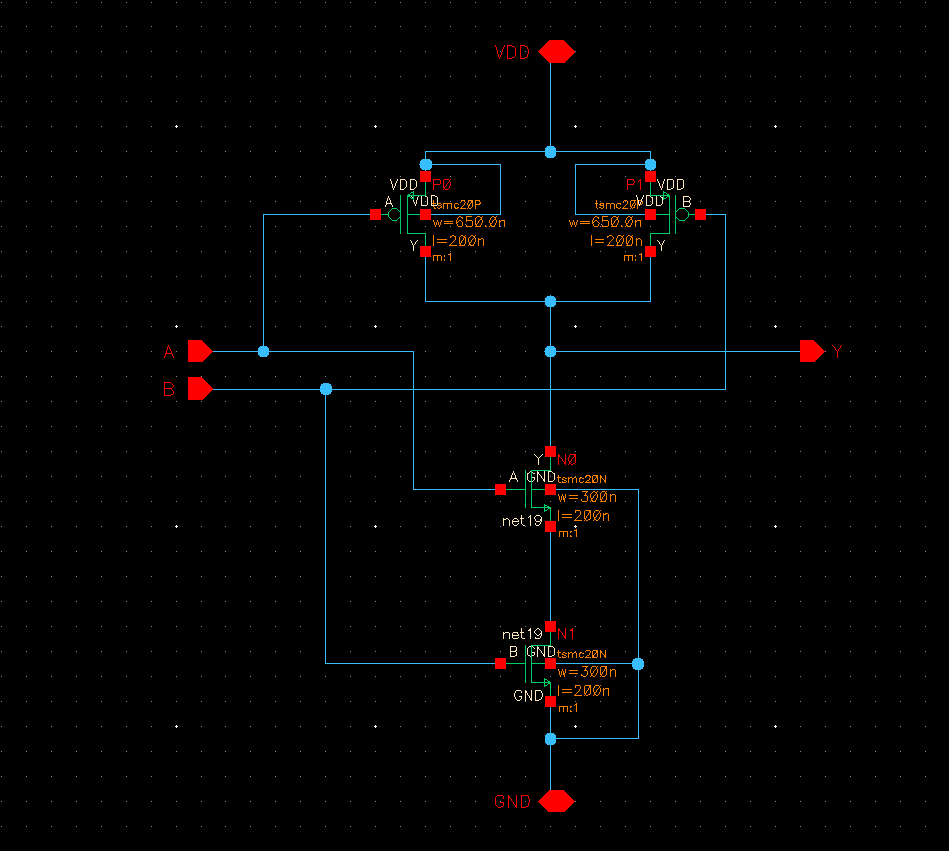 VDD
VDD P0
A VDD
tsmc20P
w=650.0n
l=200n
Y
m:1
P1 VDD
VDD B
tsmc20P
w=650.0n
l=200n
Y
m:1
A
Y
B
Y N0
A GND
tsmc20N
w=300n
l=200n
net19
m:1
net19 N1
B GND
tsmc20N
w=300n
l=200n
GND
m:1
GND